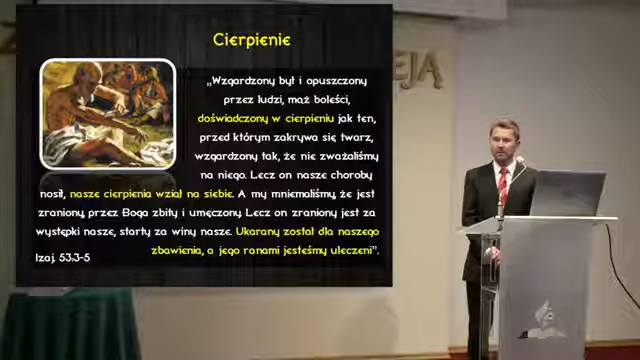 Cierpienie
„Wzgardzony był i opuszczony
przez ludzi, mąż boleści,
doświadczony w cierpieniu jak ten,
przed którym zakrywa się twarz,
wzgardzony tak, że nie zważaliśmy
na niego. Lecz on nasze choroby
nosił, nasze cierpienia wziął na siebie. A my mniemaliśmy, że jest
zraniony, przez Boga zbity i umęczony. Lecz on zraniony jest za
występki nasze, starty za winy nasze. Ukarany został dla naszego
zbawienia, a jego ranami jesteśmy uleczeni”.
Izaj. 53:3-5
EJĄ